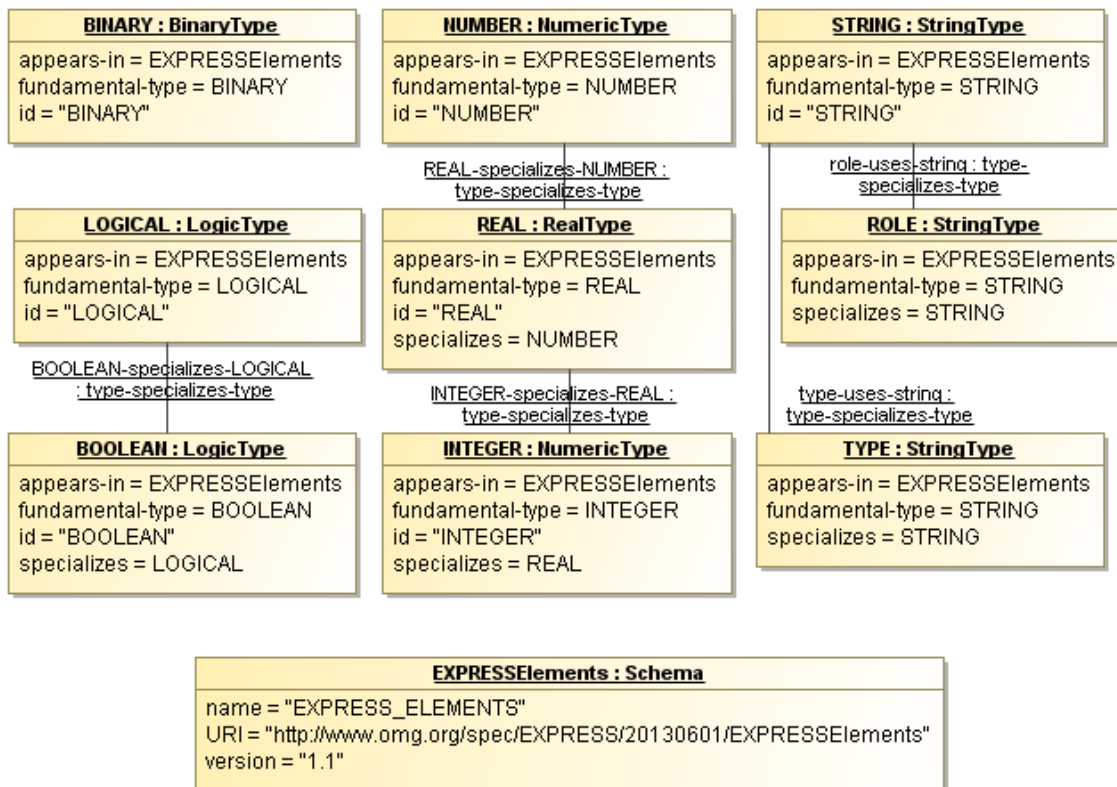 BINARY : BinaryType
appears-in = EXPRESSElements
fundamental-type = BINARY
id = "BINARY"
NUMBER : NumericType
appears-in = EXPRESSElements
fundamental-type = NUMBER
id = "NUMBER"
STRING : StringType
appears-in = EXPRESSElements
fundamental-type = STRING
id = "STRING"
REAL-specializes-NUMBER :
type-specializes-type
role-uses-string : type-
specializes-type
LOGICAL : LogicType
appears-in = EXPRESSElements
fundamental-type = LOGICAL
id = "LOGICAL"
REAL : RealType
appears-in = EXPRESSElements
fundamental-type = REAL
id = "REAL"
specializes = NUMBER
ROLE : StringType
appears-in = EXPRESSElements
fundamental-type = STRING
specializes = STRING
BOOLEAN-specializes-LOGICAL
: type-specializes-type
INTEGER-specializes-REAL :
type-specializes-type
type-uses-string :
type-specializes-type
BOOLEAN : LogicType
appears-in = EXPRESSElements
fundamental-type = BOOLEAN
id = "BOOLEAN"
specializes = LOGICAL
INTEGER : NumericType
appears-in = EXPRESSElements
fundamental-type = INTEGER
id = "INTEGER"
specializes = REAL
TYPE : StringType
appears-in = EXPRESSElements
fundamental-type = STRING
specializes = STRING
EXPRESSElements : Schema
name = "EXPRESS_ELEMENTS"
URI = "http://www.omg.org/spec/EXPRESS/20130601/EXPRESSElements"
version = "1.1"